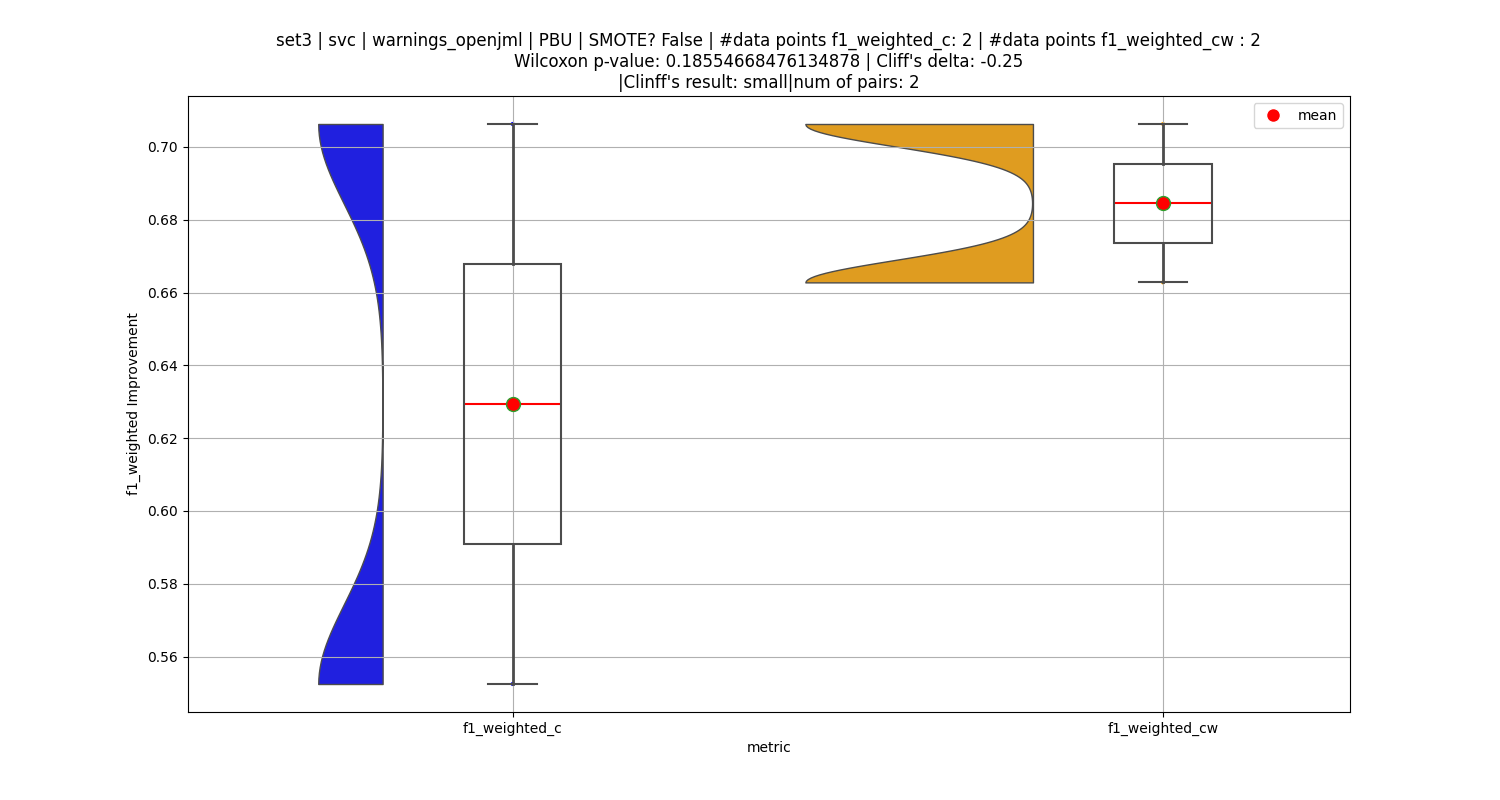 set3 | svc | warnings_openjml | PBU | SMOTE? False | #data points f1_weighted_c: 2 | #data points f1_weighted_cw : 2
Wilcoxon p-value: 0.18554668476134878 | Cliff's delta: -0.25
|Clinff's result: small|num of pairs: 2
mean
0.70
0.68
0.66
0.64
0.62
0.60
0.58
0.56
f1_weighted Improvement
f1_weighted_c
f1_weighted_cw
metric